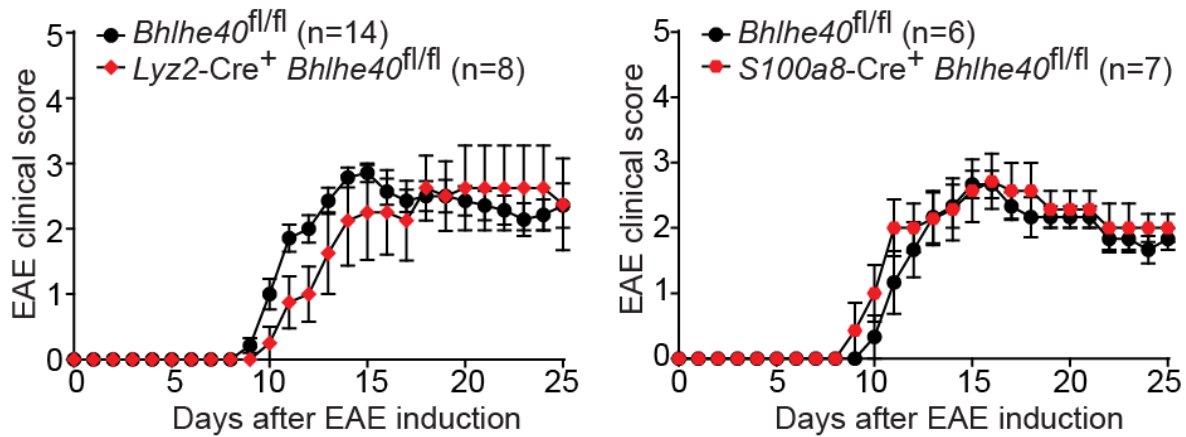 5
Bhlhe40fl/fl (n=14)
Lyz2-Cre+ Bhlhe40fl/fl (n=8)
4
3
2
1
0
EAE clinical score
0 5 10 15 20 25
Days after EAE induction
5
Bhlhe40fl/fl (n=6)
S100a8-Cre+ Bhlhe40fl/fl (n=7)
4
3
2
1
0
EAE clinical score
0 5 10 15 20 25
Days after EAE induction